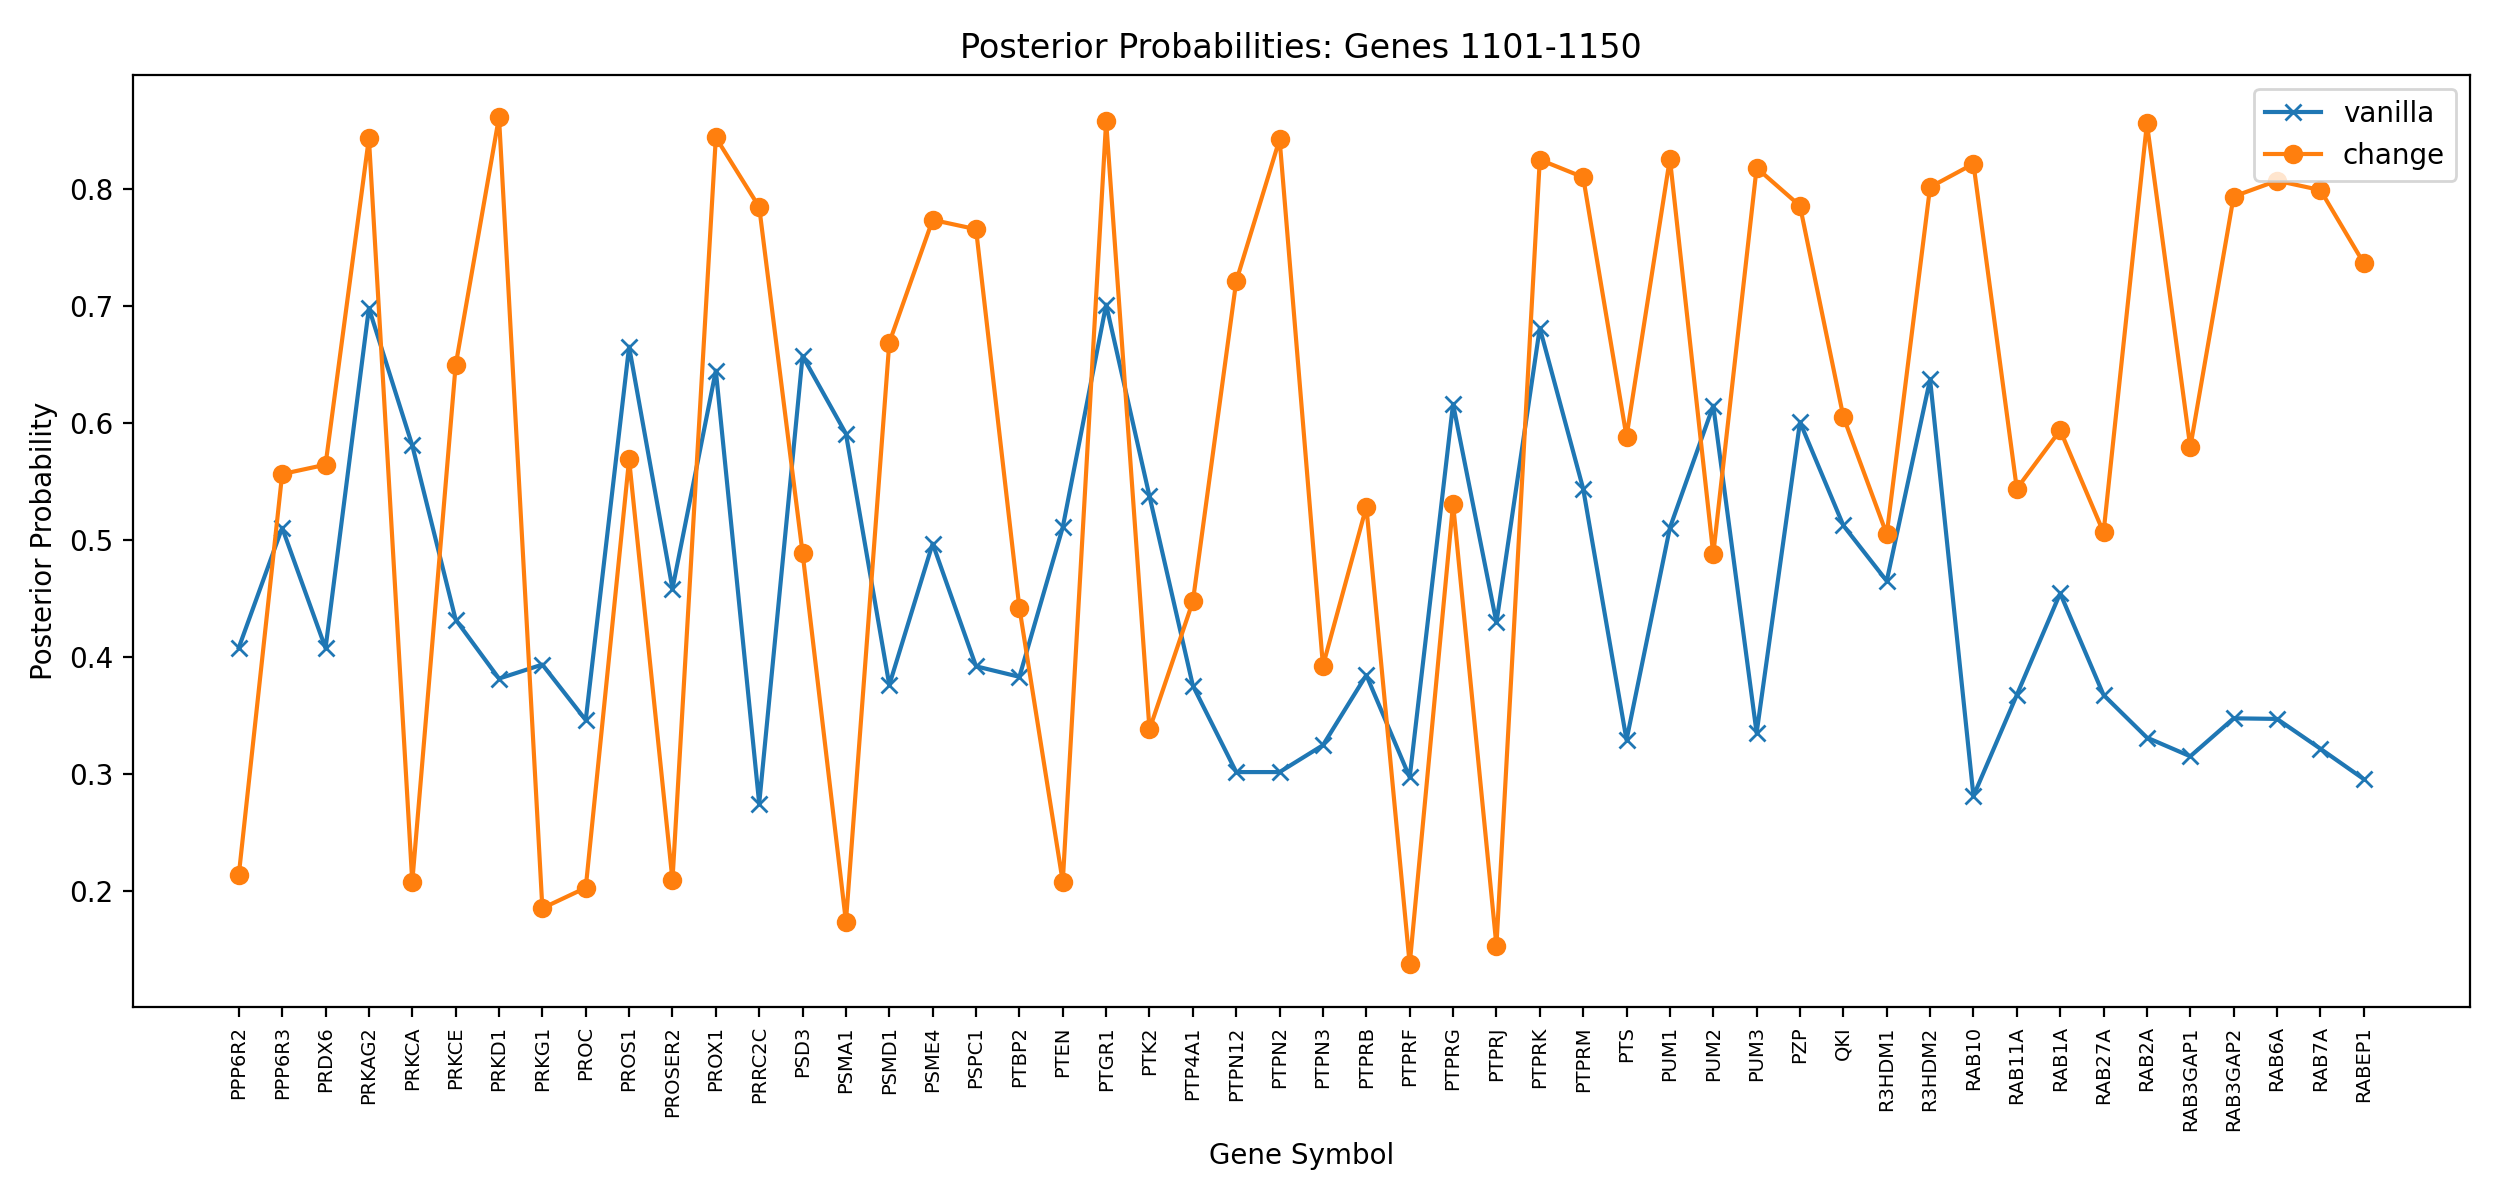 Posterior Probabilities: Genes 1101-1150
vanilla
change
Posterior Probability
0.8
0.7
0.6
0.5
0.4
0.3
0.2
PPP6R2
PPP6R3
PRDX6
PRKAG2
PRKCA
PRKCE
PRKD1
PRKG1
PROC
PROS1
PROSER2
PROX1
PRRC2C
PSD3
PSMA1
PSMD1
PSME4
PSPC1
PTBP2
PTEN
PTGR1
PTK2
PTP4A1
PTPN12
PTPN2
PTPN3
PTPRB
PTPRF
PTPRG
PTPRJ
PTPRK
PTPRM
PTS
PUM1
PUM2
PUM3
PZP
QKI
R3HDM1
R3HDM2
RAB10
RAB11A
RAB1A
RAB27A
RAB2A
RAB3GAP1
RAB3GAP2
RAB6A
RAB7A
RABEP1
Gene Symbol